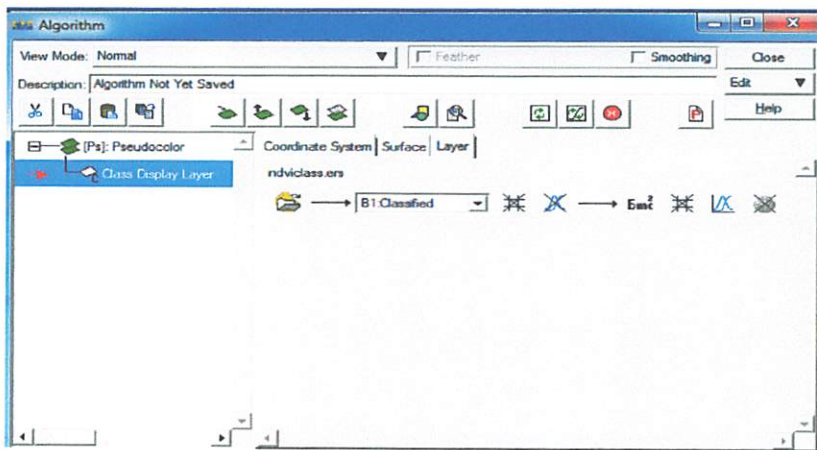 Algorithm
View Mode: Normal
Feather
Smoothing
Close
Description: Algorithm Not Yet Saved
Edit
Help
[Ps]: Pseudocolor
Class Display Layer
Coordinate System Surface Layer
ndviclass.ers
B1:Classified
Emc²